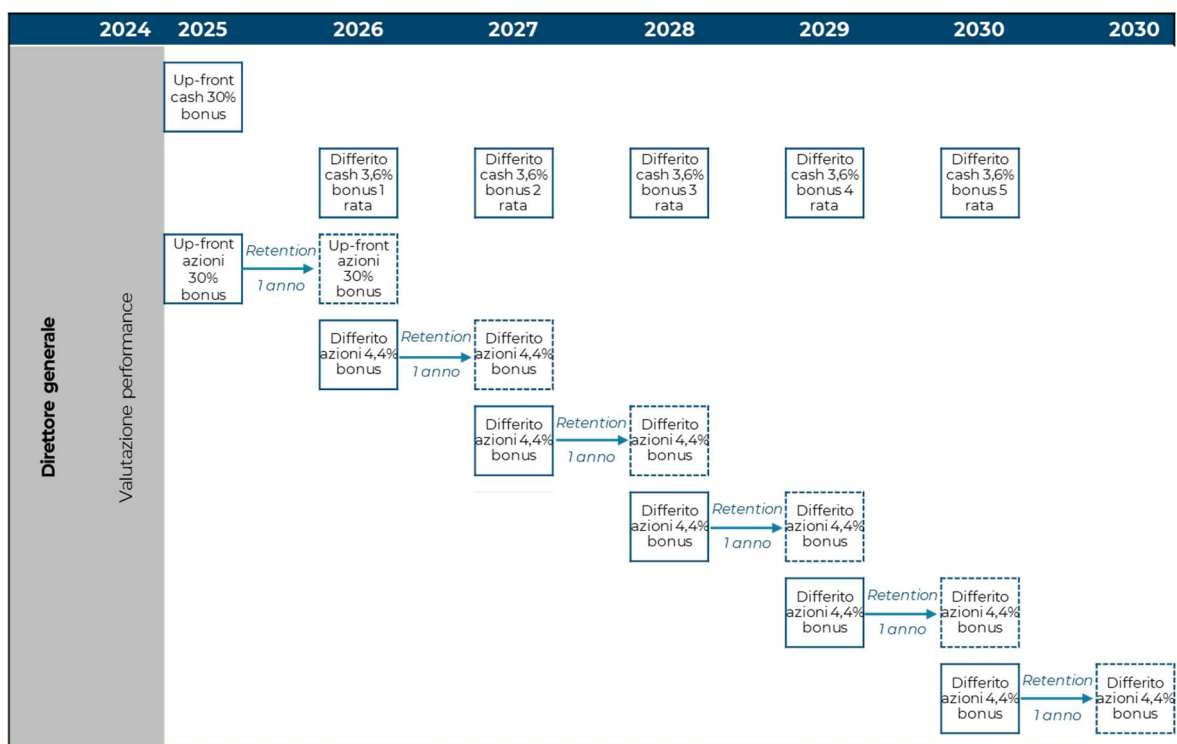 2024 2025 2026 2027 2028 2029 2030 2030
Direttore generale
Valutazione performance
Up-front
cash 30%
bonus
Differito
cash 3,6%
bonus 1
rata
Differito
cash 3,6%
bonus 2
rata
Differito
cash 3,6%
bonus 3
rata
Differito
cash 3,6%
bonus 4
rata
Differito
cash 3,6%
bonus 5
rata
Up-front
azioni
30%
bonus
Retention
1 anno
Up-front
azioni
30%
bonus
Differito
azioni 4,4%
bonus
Retention
1 anno
Differito
azioni 4,4%
bonus
Differito
azioni 4,4%
bonus
Retention
1 anno
Differito
azioni 4,4%
bonus
Differito
azioni 4,4%
bonus
Retention
1 anno
Differito
azioni 4,4%
bonus
Differito
azioni 4,4%
bonus
Retention
1 anno
Differito
azioni 4,4%
bonus
Differito
azioni 4,4%
bonus
Retention
1 anno
Differito
azioni 4,4%
bonus